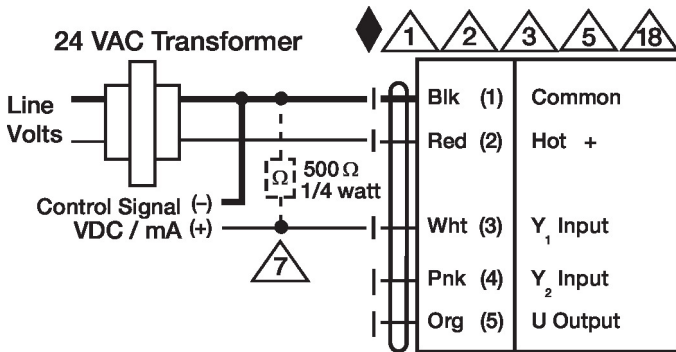 24 VAC Transformer
1 2 3 5 18
Line
Volts
Blk (1) Common
Red (2) Hot +
Ω 500 Ω
1/4 watt
Control Signal (-)
VDC / mA (+)
Wht (3) Y₁ Input
7
Pnk (4) Y₂ Input
Org (5) U Output